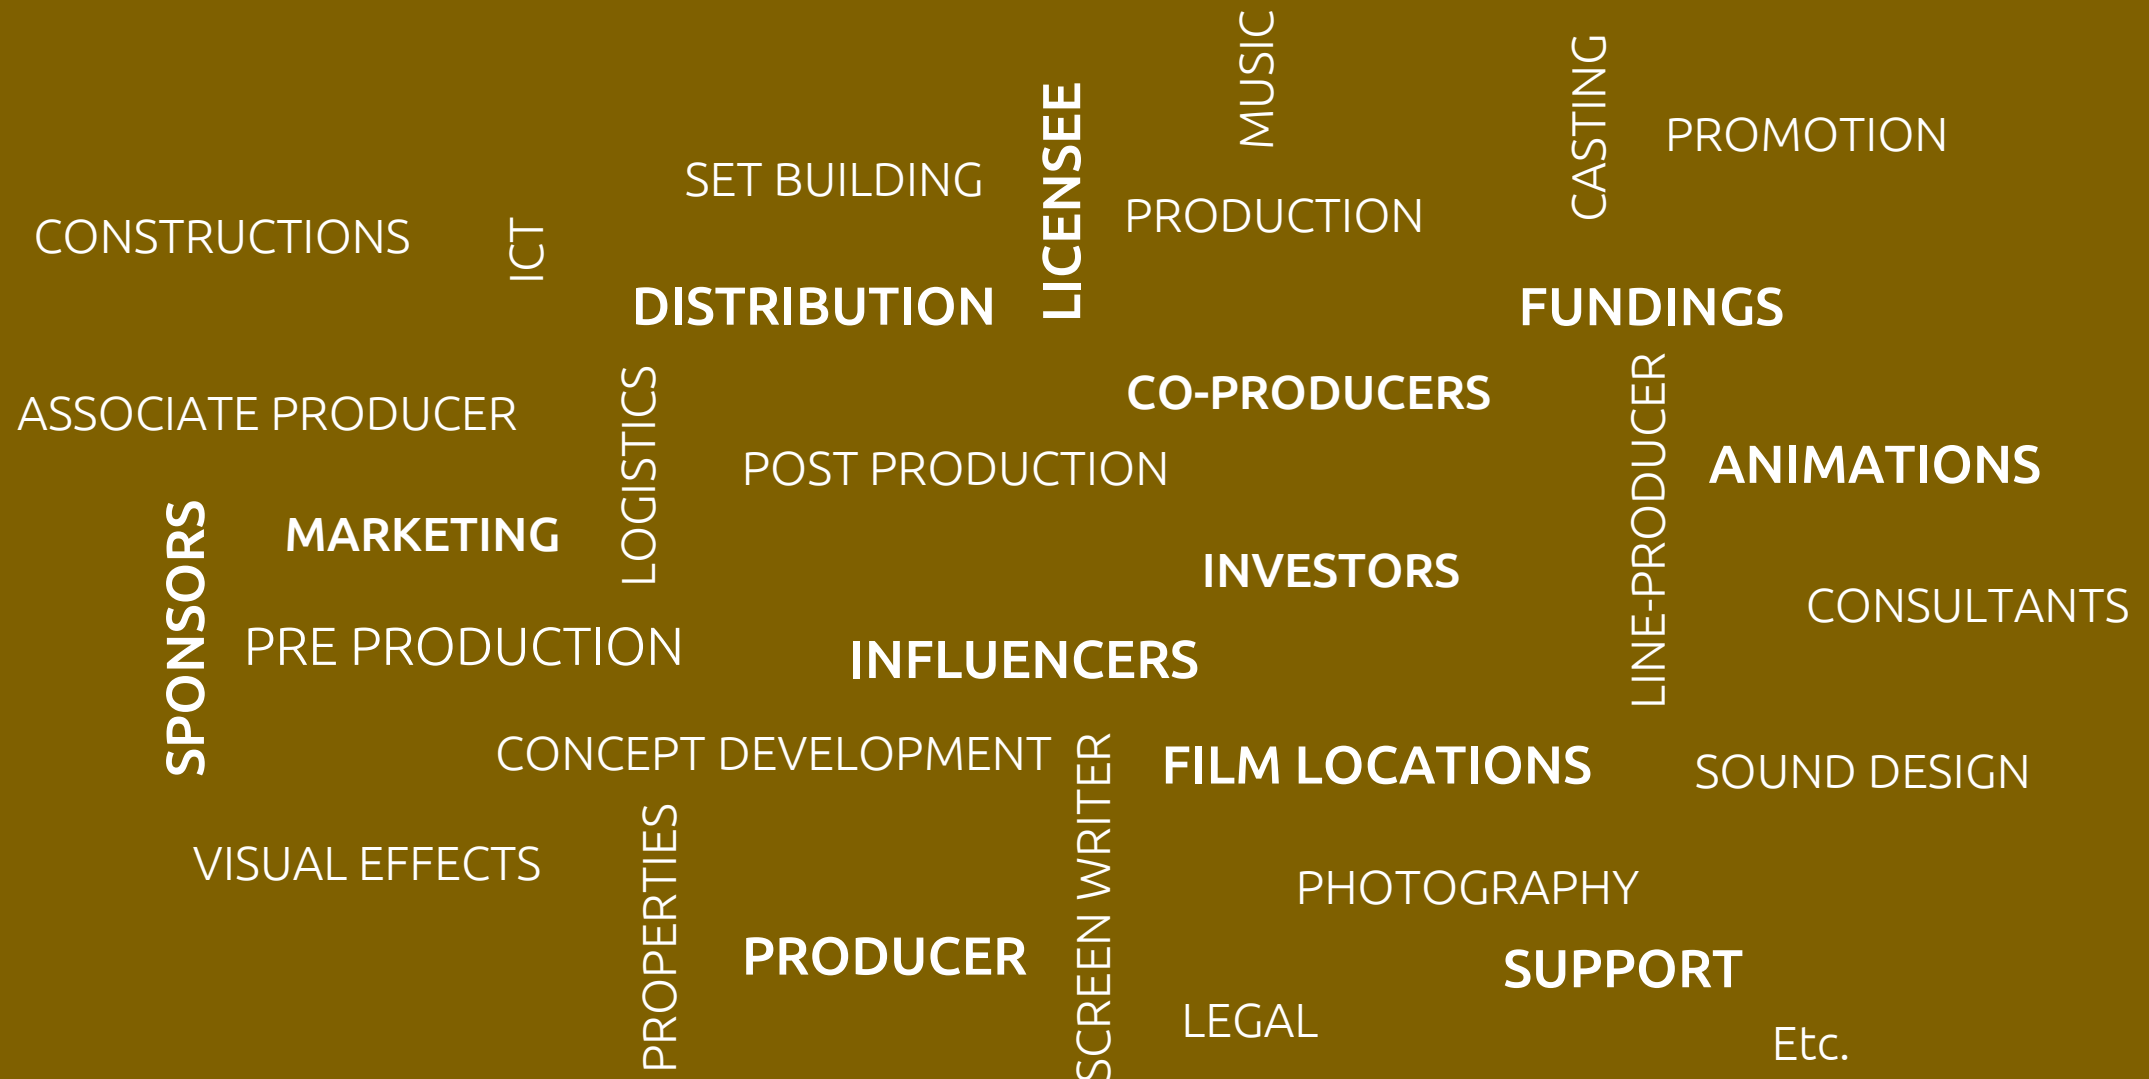 MUSIC
CASTING
LICENSEE
PROMOTION
SET BUILDING
PRODUCTION
CONSTRUCTIONS
ICT
DISTRIBUTION
FUNDINGS
CO-PRODUCERS
ASSOCIATE PRODUCER
LOGISTICS
LINE-PRODUCER
POST PRODUCTION
ANIMATIONS
SPONSORS
MARKETING
INVESTORS
CONSULTANTS
PRE PRODUCTION
INFLUENCERS
CONCEPT DEVELOPMENT
SCREEN WRITER
FILM LOCATIONS
SOUND DESIGN
PROPERTIES
VISUAL EFFECTS
PHOTOGRAPHY
PRODUCER
SUPPORT
LEGAL
Etc.